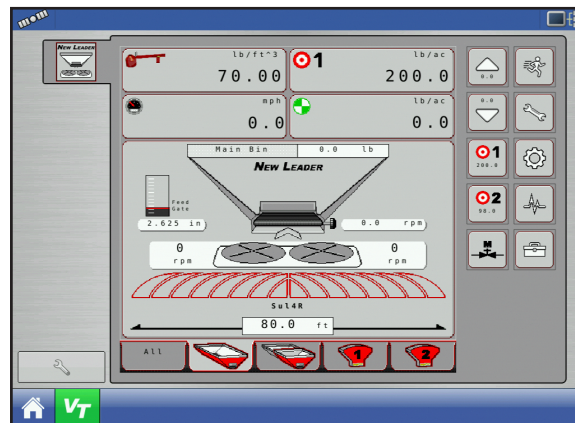 NEW LEADER
lb/ft^3
70.00
1
lb/ac
200.0
mph
0.0
lb/ac
0.0
0.0
0.0
1
200.0
2
90.0
M
Main Bin 0.0 lb
NEW LEADER
Feed
Gate
2.625 in
0.0 rpm
0
rpm
0
rpm
Sul4R
80.0 ft
All
1
2
VT